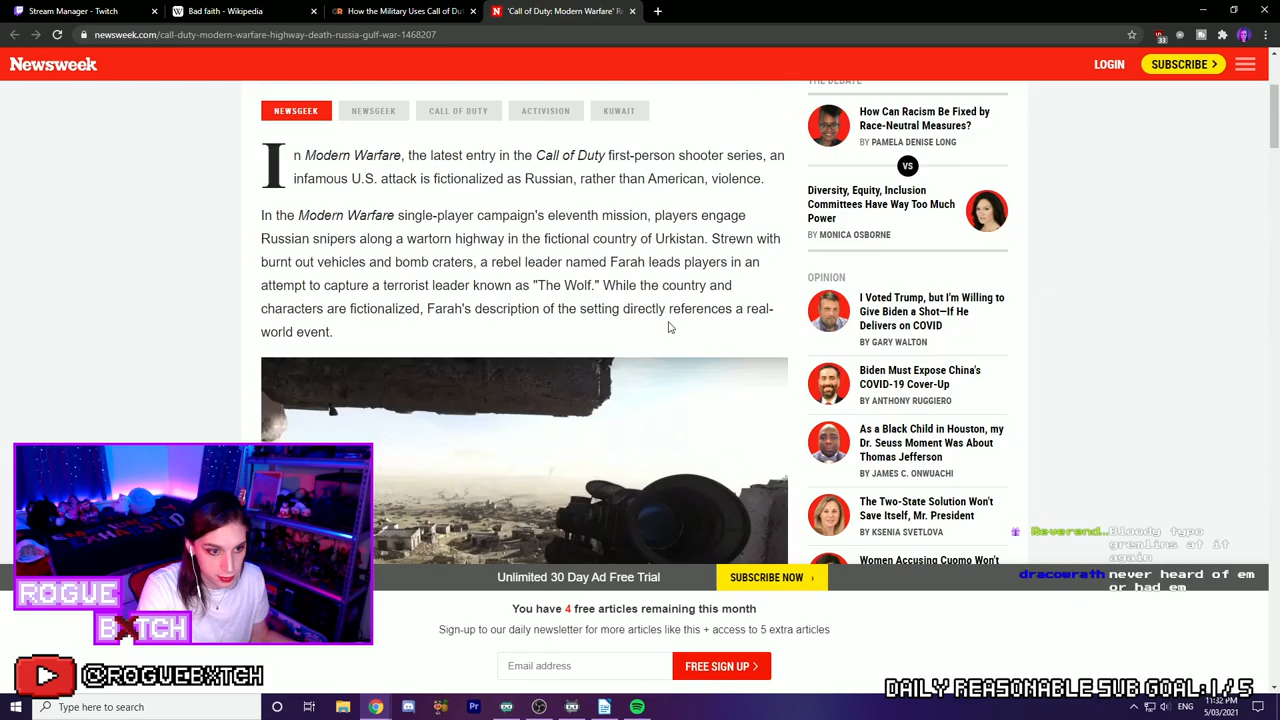 Stream Manager - Twitch
Bad faith - Wikipedia
How the Military Uses Call of Dut
'Call of Duty: Modern Warfare' Re
newsweek.com/call-duty-modern-warfare-highway-death-russia-gulf-war-1468207
33
Newsweek
LOGIN
SUBSCRIBE
NEWSGEEK
NEWSGEEK
CALL OF DUTY
ACTIVISION
KUWAIT
In Modern Warfare, the latest entry in the Call of Duty first-person shooter series, an
infamous U.S. attack is fictionalized as Russian, rather than American, violence.
In the Modern Warfare single-player campaign's eleventh mission, players engage
Russian snipers along a wartorn highway in the fictional country of Urkistan. Strewn with
burnt out vehicles and bomb craters, a rebel leader named Farah leads players in an
attempt to capture a terrorist leader known as "The Wolf." While the country and
characters are fictionalized, Farah's description of the setting directly references a real-
world event.
THE DEBATE
How Can Racism Be Fixed by
Race-Neutral Measures?
BY PAMELA DENISE LONG
VS
Diversity, Equity, Inclusion
Committees Have Way Too Much
Power
BY MONICA OSBORNE
OPINION
I Voted Trump, but I'm Willing to
Give Biden a Shot—If He
Delivers on COVID
BY GARY WALTON
Biden Must Expose China's
COVID-19 Cover-Up
BY ANTHONY RUGGIERO
As a Black Child in Houston, my
Dr. Seuss Moment Was About
Thomas Jefferson
BY JAMES C. ONWUACHI
The Two-State Solution Won't
Save Itself, Mr. President
BY KSENIA SVETLOVA
Women Accusing Cuomo Won't
Reverend… Bloody typo
gremlins at it
again
dracowrath never heard of em
or had em
Unlimited 30 Day Ad Free Trial
SUBSCRIBE NOW
You have 4 free articles remaining this month
Sign-up to our daily newsletter for more articles like this + access to 5 extra articles
Email address
FREE SIGN UP
ROGUE
BXTCH
@ROGUEBXTCH
DAILY REASONABLE SUB GOAL:1/5
Type here to search
ENG
11:32 PM
5/03/2021